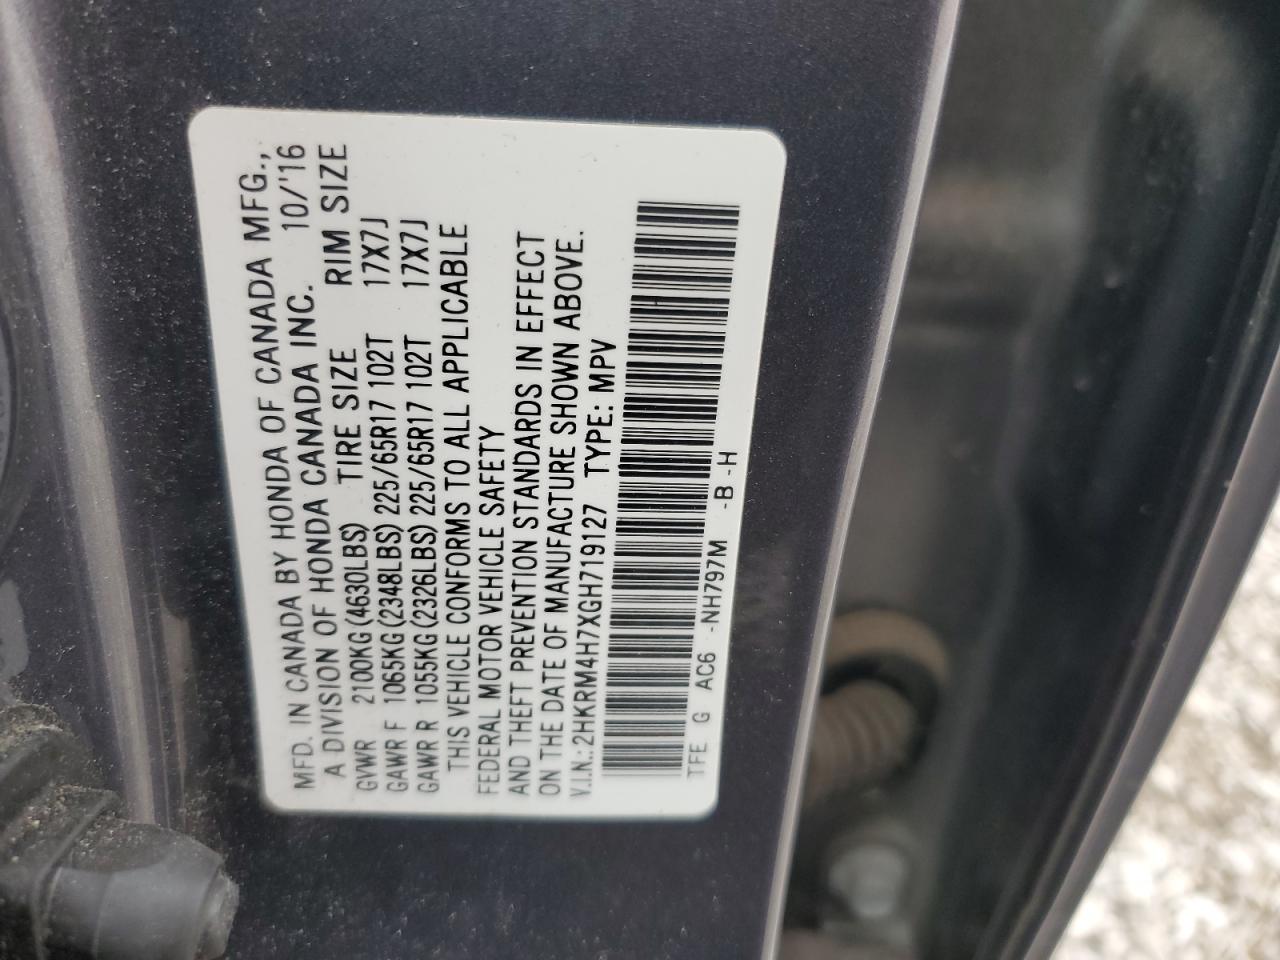 MFD. IN CANADA BY HONDA OF CANADA MFG.,
A DIVISION OF HONDA CANADA INC. 10/'16
GVWR 2100KG(4630LBS) TIRE SIZE RIM SIZE
GAWR F 1065KG(2348LBS) 225/65R17 102T 17X7J
GAWR R 1055KG(2326LBS) 225/65R17 102T 17X7J
THIS VEHICLE CONFORMS TO ALL APPLICABLE
FEDERAL MOTOR VEHICLE SAFETY
AND THEFT PREVENTION STANDARDS IN EFFECT
ON THE DATE OF MANUFACTURE SHOWN ABOVE.
V.I.N.: 2HKRM4H7XGH719127 TYPE: MPV
TFE G AC6 -NH797M -B -H